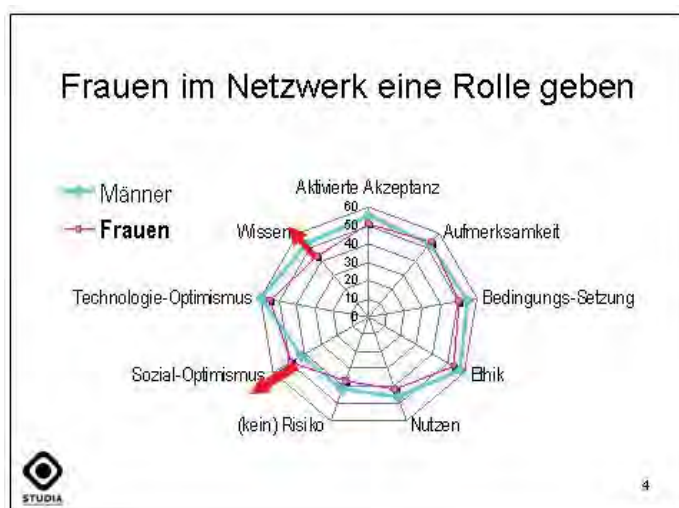 Frauen im Netzwerk eine Rolle geben
Männer
Frauen
Aktivierte Akzeptanz
60
50
40
30
20
10
0
Aufmerksamkeit
Bedingungs-Setzung
Ethik
Nutzen
(kein) Risiko
Sozial-Optimismus
Technologie-Optimismus
Wissen
STUDIA
4